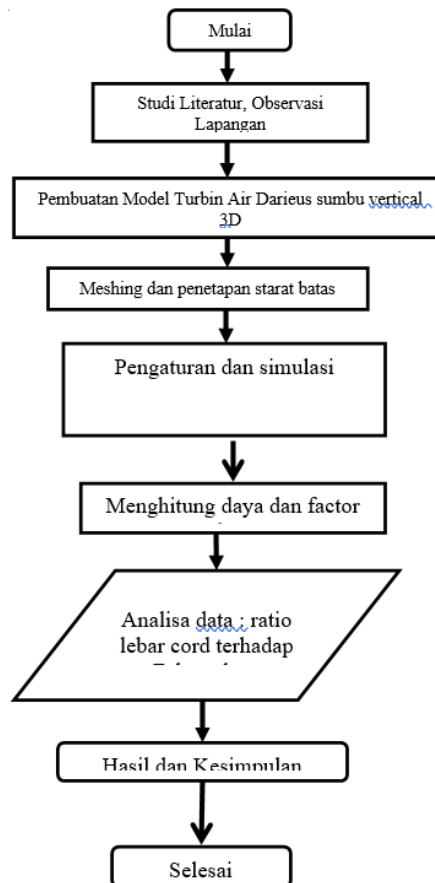 Mulai
Studi Literatur, Observasi
Lapangan
Pembuatan Model Turbin Air Darieus sumbu vertical
3D
Meshing dan penetapan starat batas
Pengaturan dan simulasi
Menghitung daya dan factor
Analisa data : ratio
lebar cord terhadap
Hasil dan Kesimpulan
Selesai